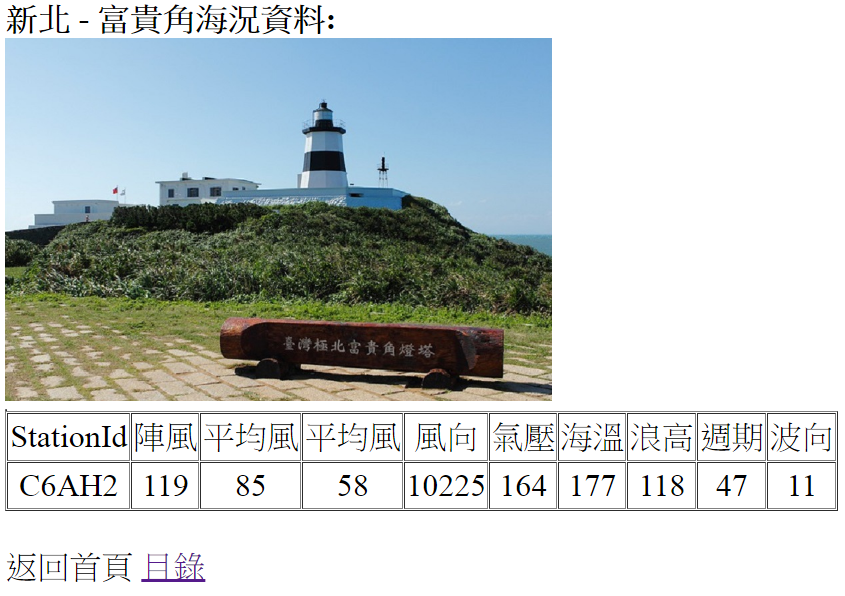 新北 - 富貴角海況資料：
臺灣極北富貴角燈塔
StationId 陣風 平均風 平均風 風向 氣壓 海溫 浪高 週期 波向
C6AH2 119 85 58 10225 164 177 118 47 11
返回首頁 目錄